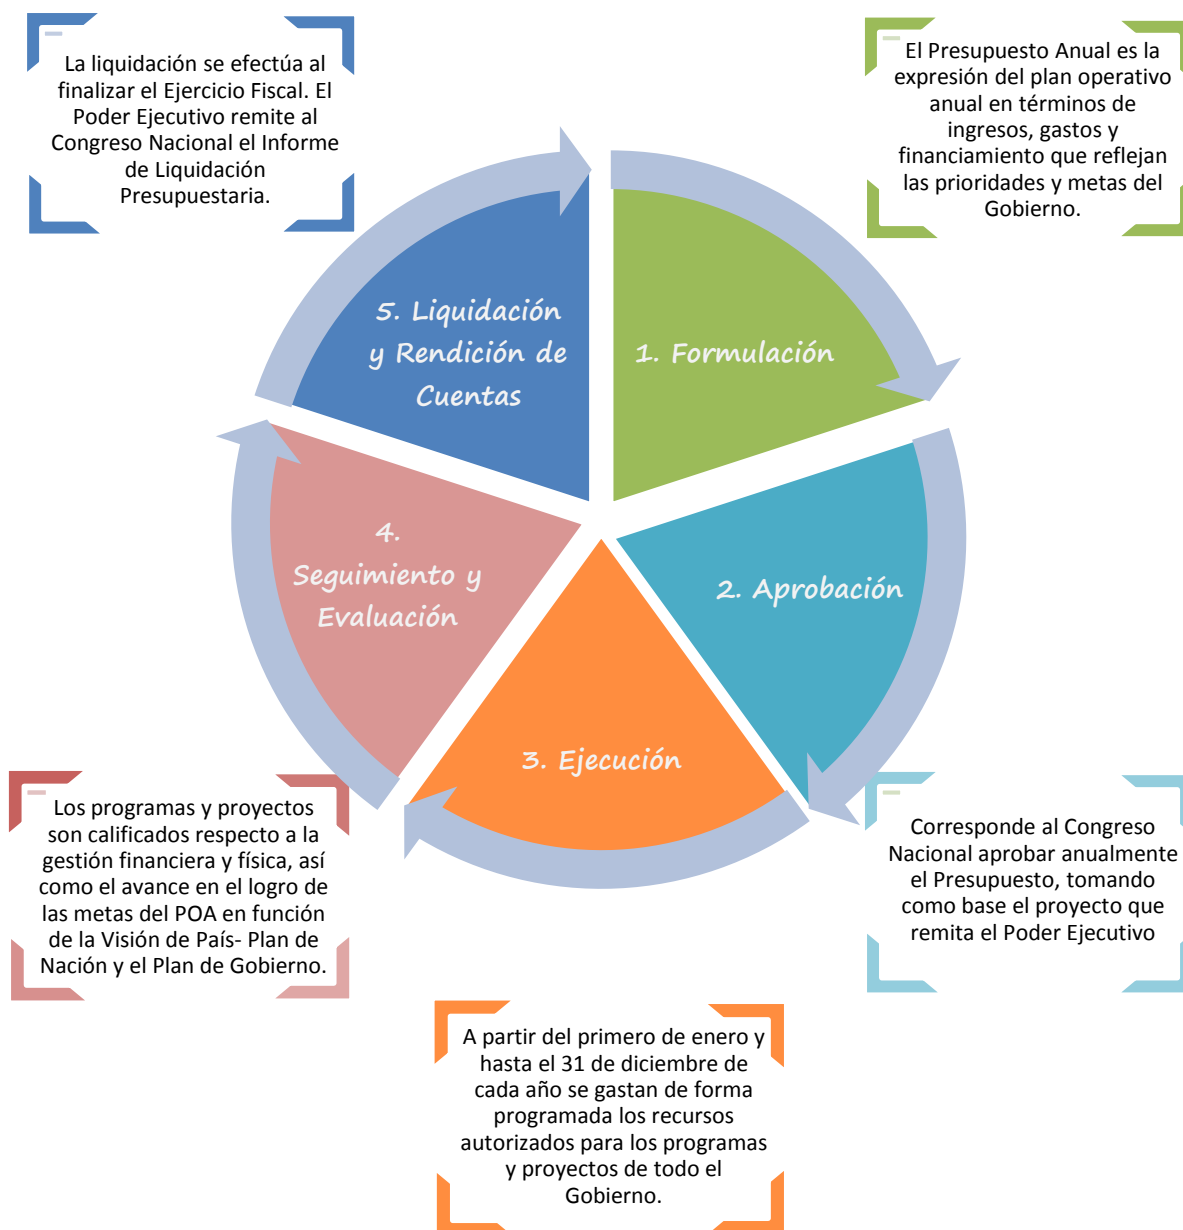 La liquidación se efectúa al
finalizar el Ejercicio Fiscal. El
Poder Ejecutivo remite al
Congreso Nacional el Informe
de Liquidación
Presupuestaria.
El Presupuesto Anual es la
expresión del plan operativo
anual en términos de
ingresos, gastos y
financiamiento que reflejan
las prioridades y metas del
Gobierno.
5. Liquidación
y Rendición de
Cuentas
1. Formulación
4.
Seguimiento y
Evaluación
2. Aprobación
3. Ejecución
Los programas y proyectos
son calificados respecto a la
gestión financiera y física, así
como el avance en el logro de
las metas del POA en función
de la Visión de País- Plan de
Nación y el Plan de Gobierno.
Corresponde al Congreso
Nacional aprobar anualmente
el Presupuesto, tomando
como base el proyecto que
remita el Poder Ejecutivo
A partir del primero de enero y
hasta el 31 de diciembre de
cada año se gastan de forma
programada los recursos
autorizados para los programas
y proyectos de todo el
Gobierno.